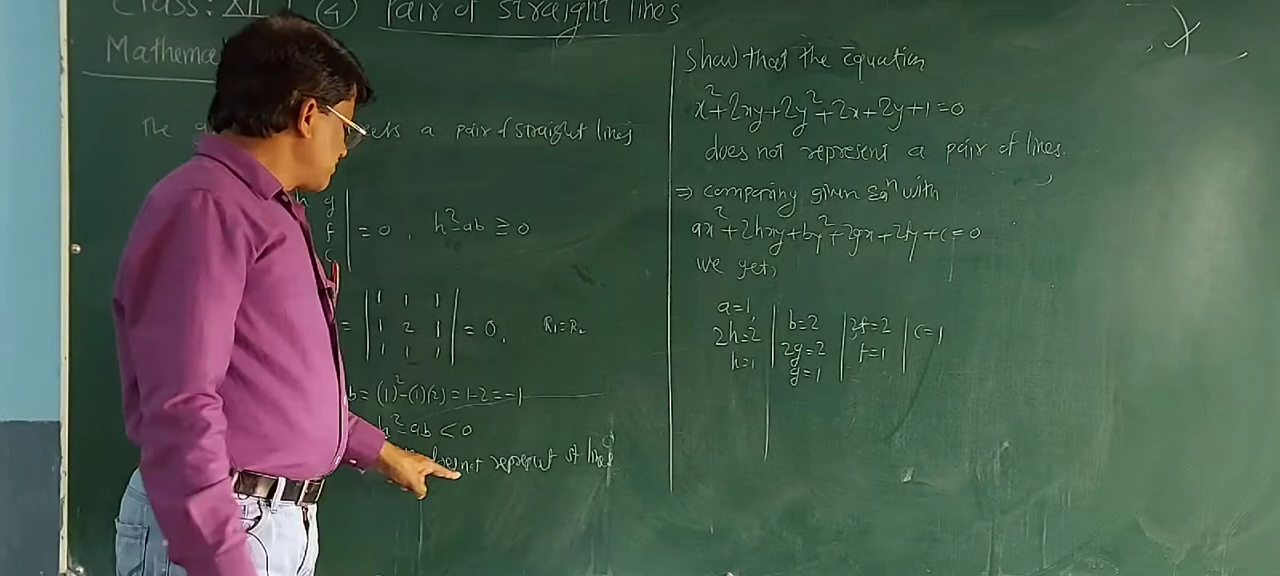 Class: XII (4) Pair of straight lines
Mathema
The a pair of straight lines
h g
f
c
= 0, h²-ab ≥ 0
= | 1 1 1 |
| 1 2 1 | = 0, R₁=R₂
| 1 1 1 |
b = (1)²-(1)(2) = 1-2 = -1
h²-ab < 0
does not represent st lines
Show that the equation
x²+2xy+2y²+2x+2y+1=0
does not represent a pair of lines.
⇒ comparing given Eqⁿ with
ax²+2hxy+by²+2gx+2fy+c=0
we get,
a=1, | b=2 | 2f=2 | c=1
2h=2 | 2g=2 | f=1
h=1 | g=1